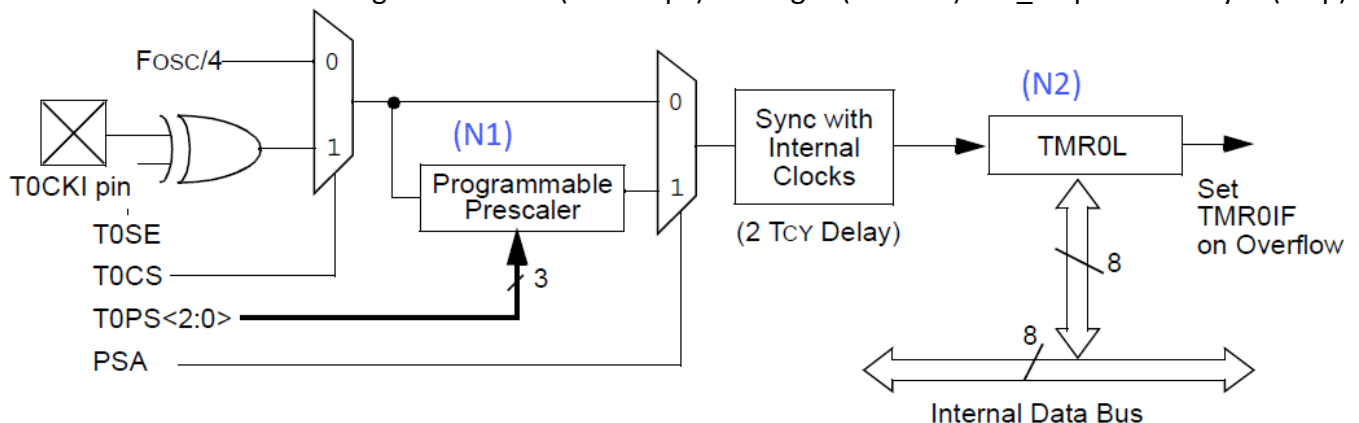 FOSC/4
0
1
T0CKI pin
T0SE
T0CS
T0PS<2:0>
PSA
(N1)
Programmable
Prescaler
3
0
1
Sync with
Internal
Clocks
(2 TCY Delay)
(N2)
TMR0L
Set
TMR0IF
on Overflow
8
8
Internal Data Bus